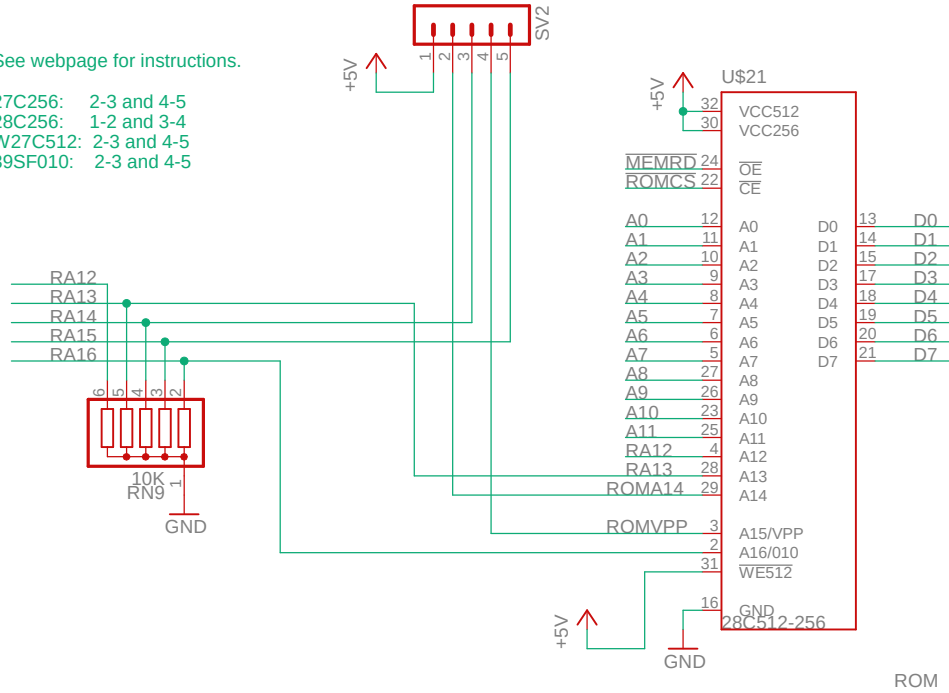 SV2
1 2 3 4 5
+5V
See webpage for instructions.
27C256: 2-3 and 4-5
28C256: 1-2 and 3-4
W27C512: 2-3 and 4-5
39SF010: 2-3 and 4-5
+5V
U$21
32 VCC512
30 VCC256
MEMRD 24 OE
ROMCS 22 CE
A0 12 A0 D0 13 D0
A1 11 A1 D1 14 D1
A2 10 A2 D2 15 D2
A3 9 A3 D3 17 D3
A4 8 A4 D4 18 D4
A5 7 A5 D5 19 D5
A6 6 A6 D6 20 D6
A7 5 A7 D7 21 D7
A8 27 A8
A9 26 A9
A10 23 A10
A11 25 A11
RA12 4 A12
RA13 28 A13
ROMA14 29 A14
ROMVPP 3 A15/VPP
2 A16/010
31 WE512
16 GND
28C512-256
RA12
RA13
RA14
RA15
RA16
6 5 4 3 2
10K
RN9
1
GND
+5V
GND
ROM